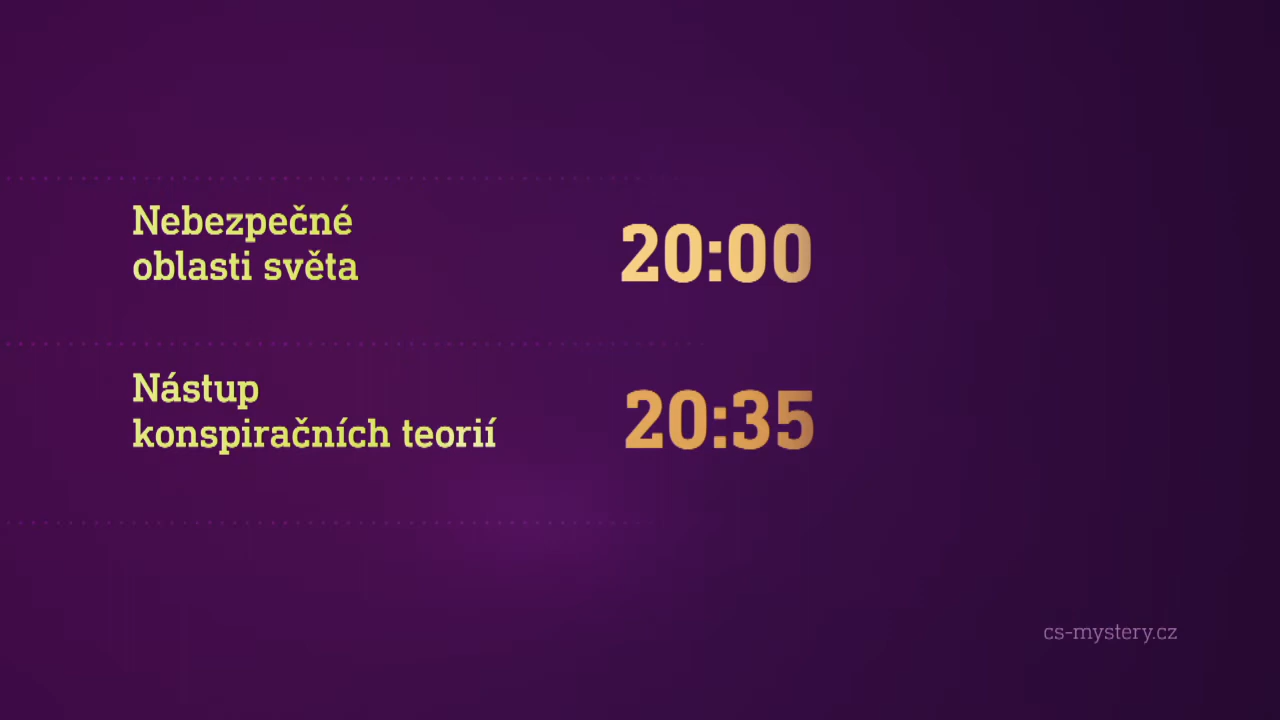 Nebezpečné
oblasti světa
20:00
Nástup
konspiračních teorií
20:35
cs-mystery.cz